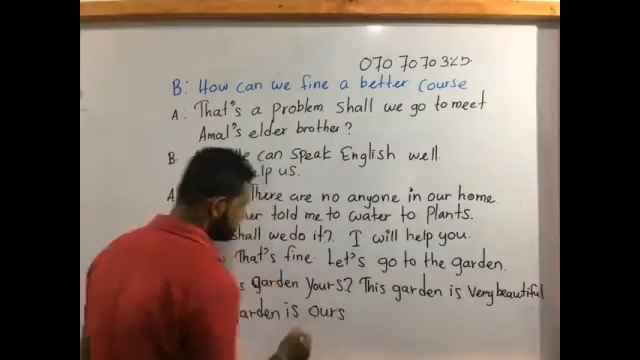 070 7070 325
B: How can we fine a better course
A: That's a problem shall we go to meet
Amal's elder brother?
B can speak English well.
us.
A There are no anyone in our home.
told me to water to Plants.
shall we do it? I will help you.
That's fine. Let's go to the garden.
garden yours? This garden is very beautiful
is ours